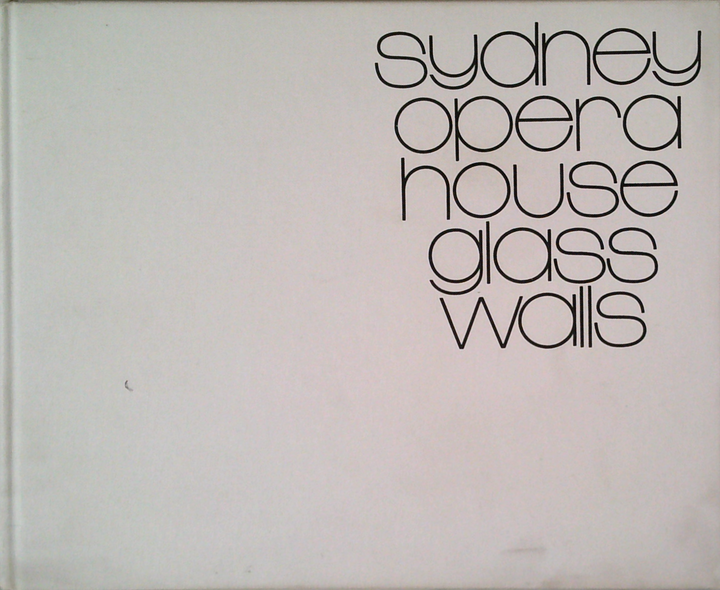 sydney
opera
house
glass
walls